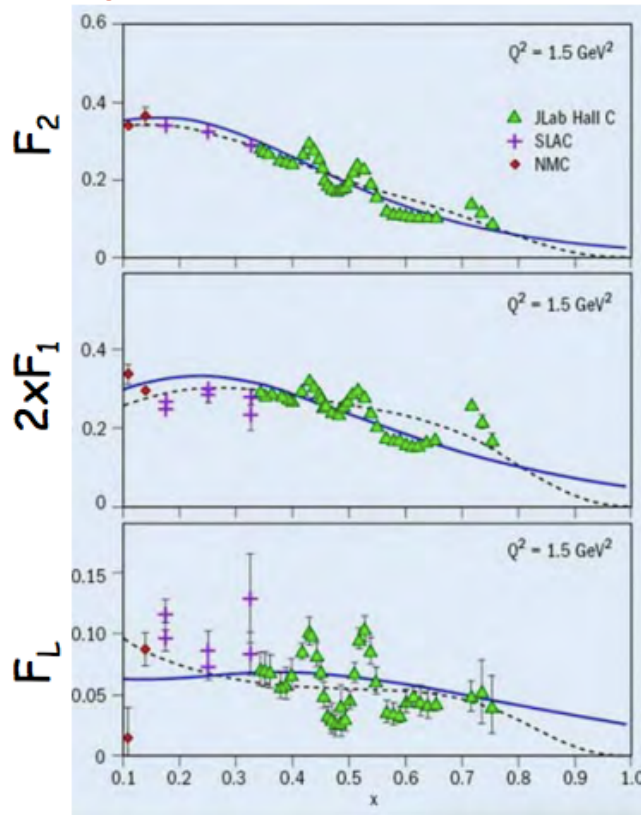 F₂
0.6
0.4
0.2
0
Q² = 1.5 GeV²
JLab Hall C
SLAC
NMC
2xF₁
0.4
0.2
0
Q² = 1.5 GeV²
F_L
0.15
0.10
0.05
0
Q² = 1.5 GeV²
0.1 0.2 0.3 0.4 0.5 0.6 0.7 0.8 0.9 1.0
x